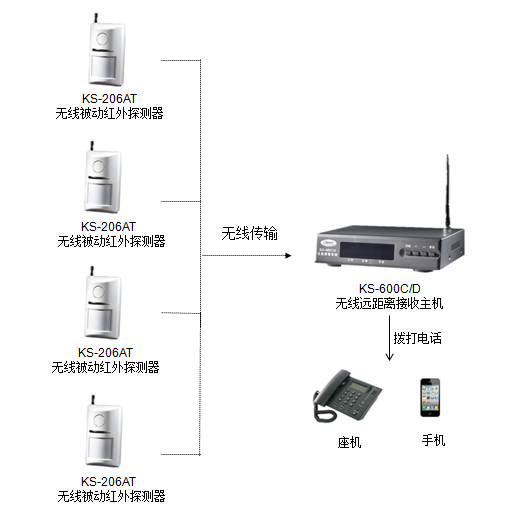 KS-206AT
无线被动红外探测器
KS-206AT
无线被动红外探测器
无线传输
KS-600C/D
无线远距离接收主机
KS-206AT
无线被动红外探测器
拨打电话
座机
手机
KS-206AT
无线被动红外探测器